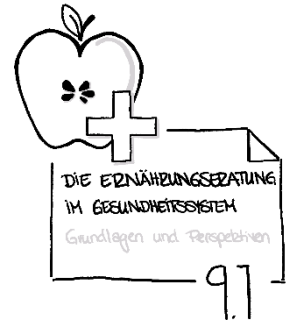 DIE ERNÄHRUNGSBERATUNG
IM GESUNDHEITSSYSTEM
Grundlagen und Perspektiven
9.1